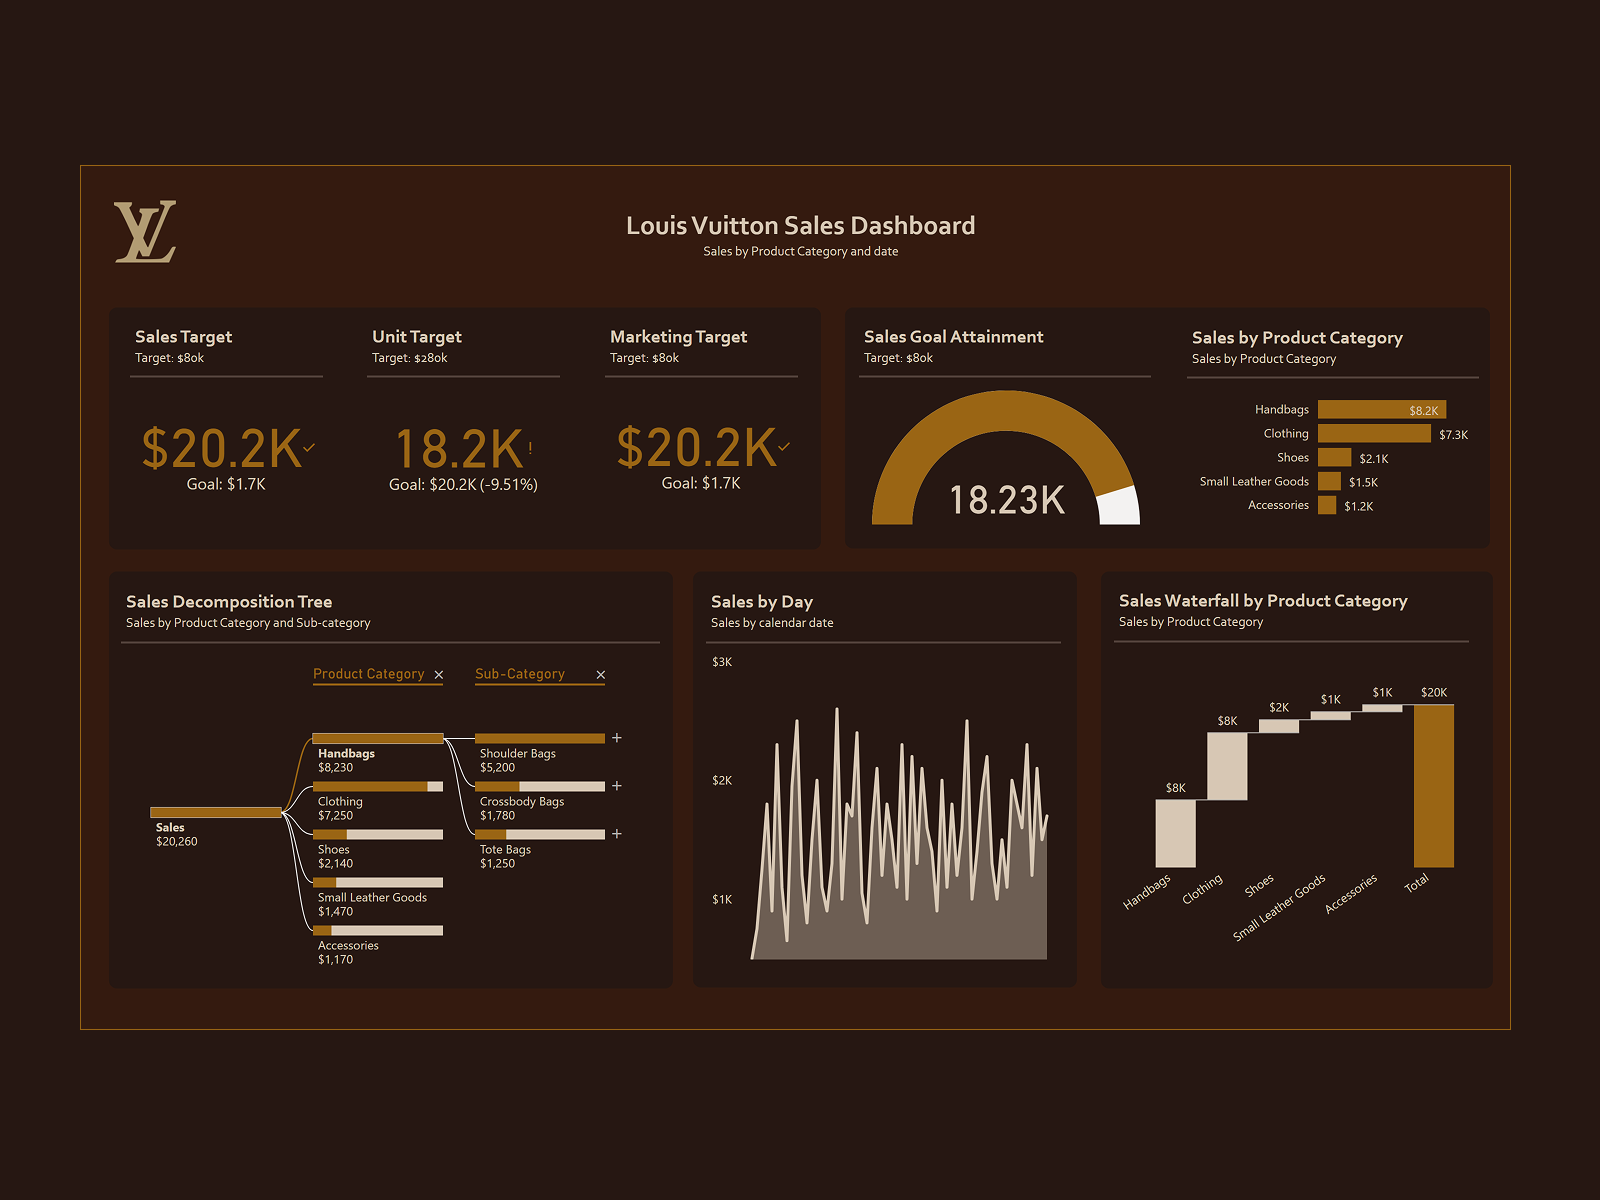 LV
Louis Vuitton Sales Dashboard
Sales by Product Category and date
Sales Target
Target: $80k
$20.2K
Goal: $1.7K
Unit Target
Target: $280k
18.2K!
Goal: $20.2K (-9.51%)
Marketing Target
Target: $80k
$20.2K
Goal: $1.7K
Sales Goal Attainment
Target: $80k
18.23K
Sales by Product Category
Sales by Product Category
Handbags $8.2K
Clothing $7.3K
Shoes $2.1K
Small Leather Goods $1.5K
Accessories $1.2K
Sales Decomposition Tree
Sales by Product Category and Sub-category
Product Category
Sub-Category
Sales
$20,260
Handbags
$8,230
Clothing
$7,250
Shoes
$2,140
Small Leather Goods
$1,470
Accessories
$1,170
Shoulder Bags
$5,200
Crossbody Bags
$1,780
Tote Bags
$1,250
Sales by Day
Sales by calendar date
$3K
$2K
$1K
Sales Waterfall by Product Category
Sales by Product Category
$8K
$8K
$2K
$1K
$1K
$20K
Handbags
Clothing
Shoes
Small Leather Goods
Accessories
Total